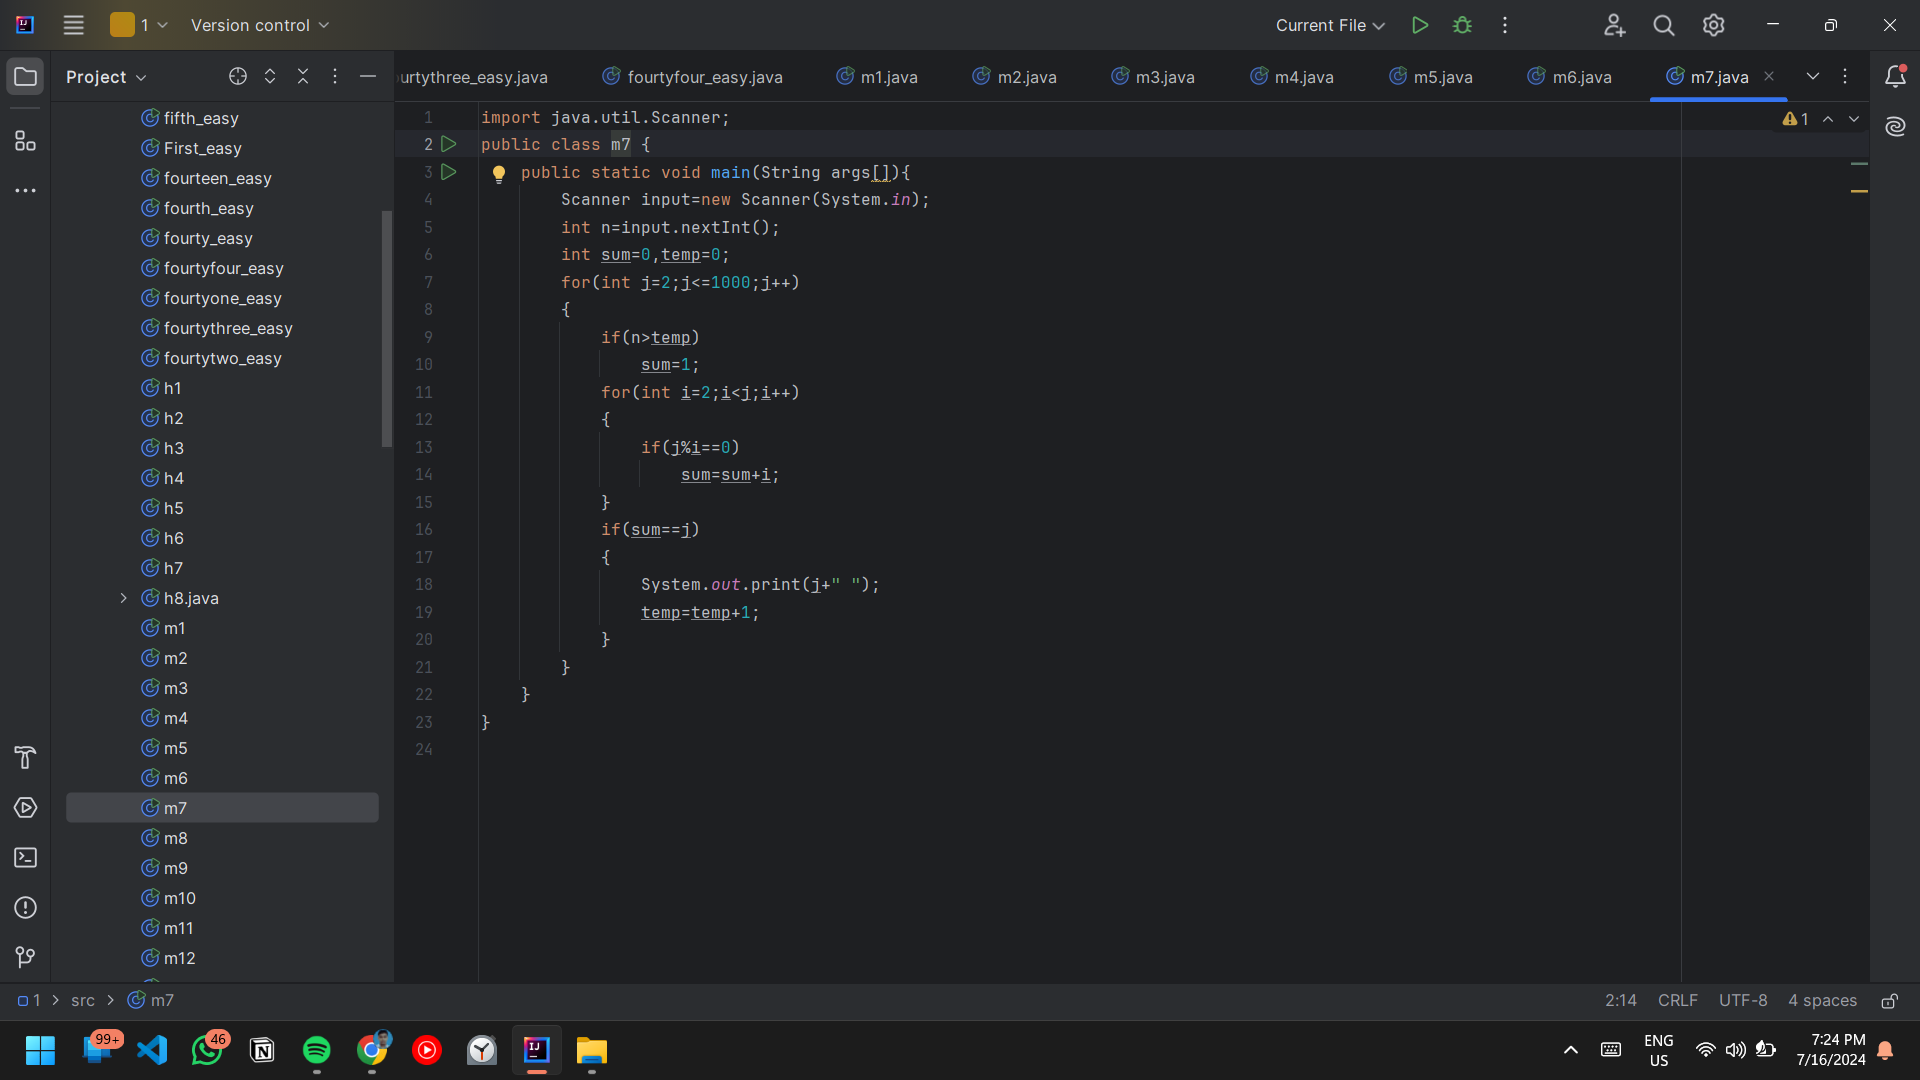 1 Version control Current File
Project
urtythree_easy.java fourtyfour_easy.java m1.java m2.java m3.java m4.java m5.java m6.java m7.java
fifth_easy
First_easy
fourteen_easy
fourth_easy
fourty_easy
fourtyfour_easy
fourtyone_easy
fourtythree_easy
fourtytwo_easy
h1
h2
h3
h4
h5
h6
h7
h8.java
m1
m2
m3
m4
m5
m6
m7
m8
m9
m10
m11
m12
1 import java.util.Scanner;
2 public class m7 {
3 public static void main(String args[]){
4 Scanner input=new Scanner(System.in);
5 int n=input.nextInt();
6 int sum=0,temp=0;
7 for(int j=2;j<=1000;j++)
8 {
9 if(n>temp)
10 sum=1;
11 for(int i=2;i<j;i++)
12 {
13 if(j%i==0)
14 sum=sum+i;
15 }
16 if(sum==j)
17 {
18 System.out.print(j+" ");
19 temp=temp+1;
20 }
21 }
22 }
23 }
24
1
1 > src > m7 2:14 CRLF UTF-8 4 spaces
99+ 46 ENG US 7:24 PM 7/16/2024